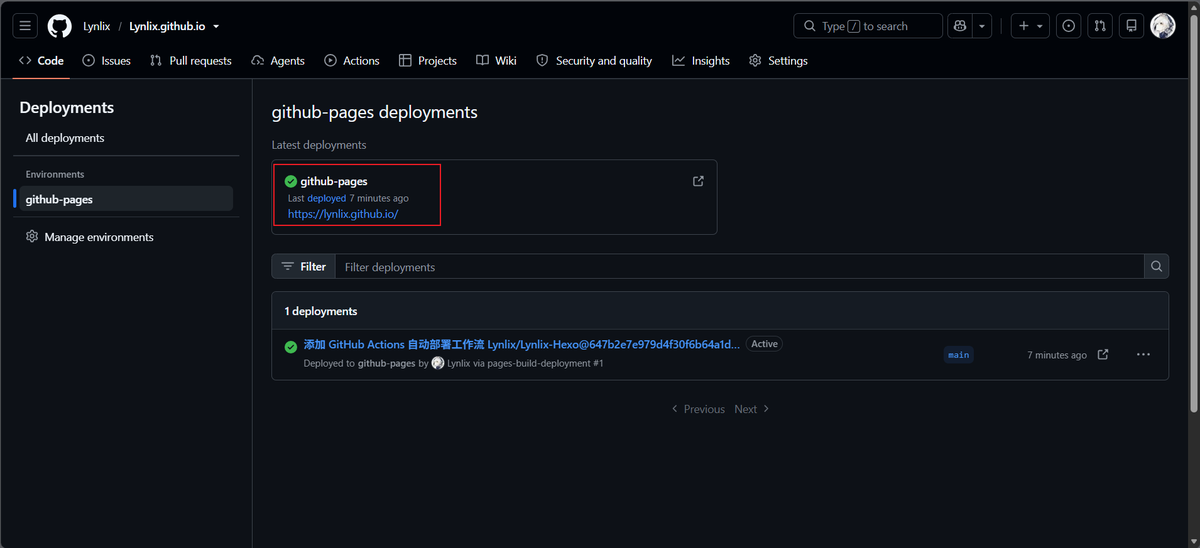 Lynlix / Lynlix.github.io
Type / to search
Code Issues Pull requests Agents Actions Projects Wiki Security and quality Insights Settings
Deployments
All deployments
Environments
github-pages
Manage environments
github-pages deployments
Latest deployments
github-pages
Last deployed 7 minutes ago
https://lynlix.github.io/
Filter Filter deployments
1 deployments
添加 GitHub Actions 自动部署工作流 Lynlix/Lynlix-Hexo@647b2e7e979d4f30f6b64a1d... Active
Deployed to github-pages by Lynlix via pages-build-deployment #1
main 7 minutes ago
Previous Next